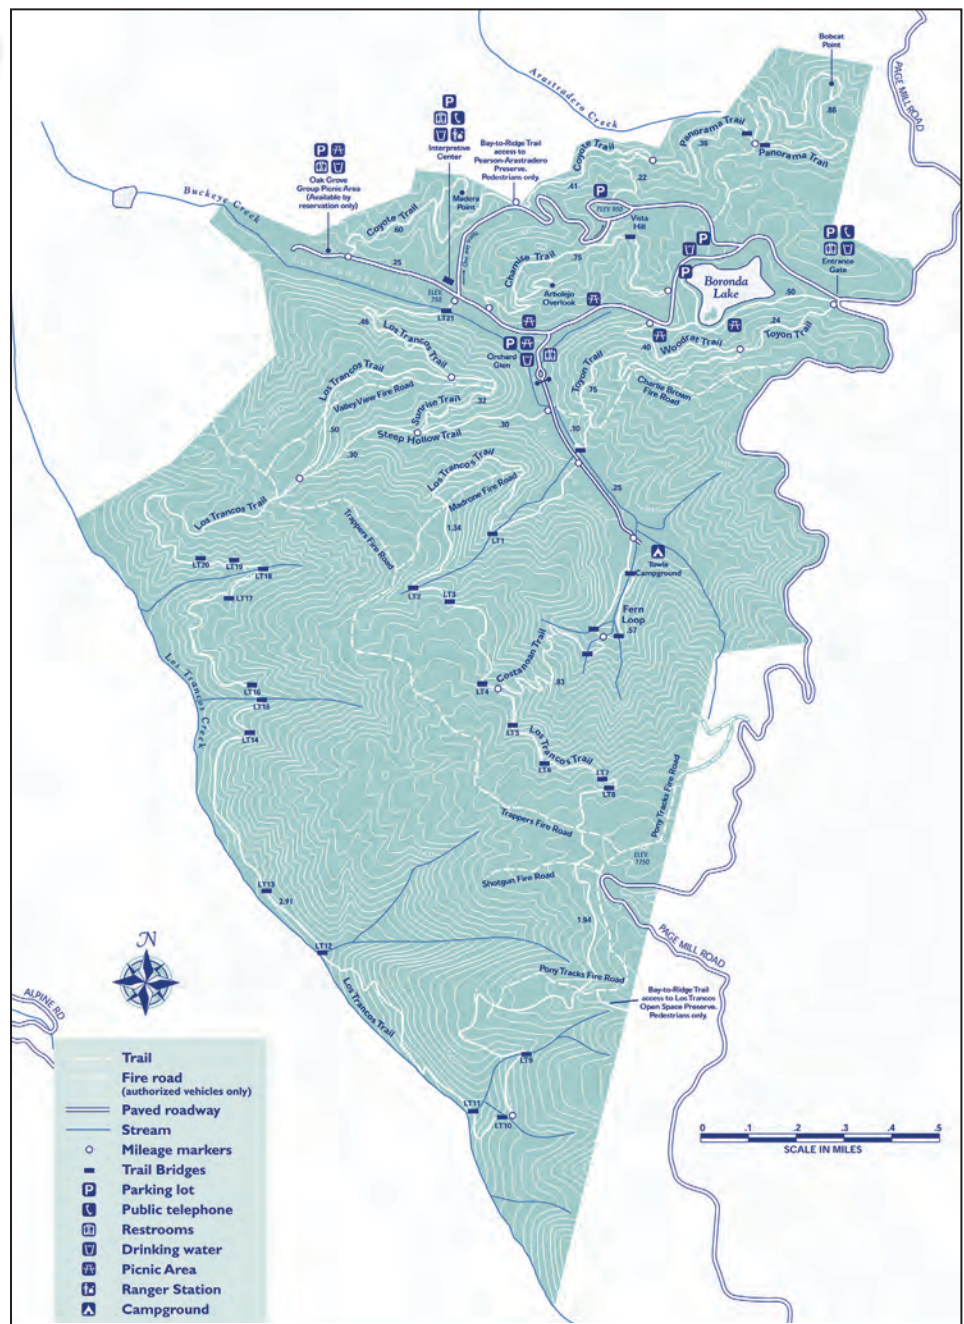 Bobcat
Point
PAGE MILL ROAD
Arastradero Creek
.86
Panorama Trail
.36
Panorama Trail
Coyote Trail
.22
.41
Interpretive
Center
Bay-to-Ridge Trail
access to
Pearson-Arastradero
Preserve.
Pedestrians only.
Oak Grove
Group Picnic Area
(Available by
reservation only)
Madera
Point
Buckeye Creek
Coyote Trail
.60
.25
ELEV. 950
Vista
Hill
Chamise Trail
.75
Arbolejo
Overlook
Entrance
Gate
Boronda
Lake
.50
.24
Toyon Trail
Woodrat Trail
.40
ELEV.
750
LT21
.46
Los Trancos Trail
Orchard
Glen
Toyon Trail
.75
Charlie Brown
Fire Road
Los Trancos Trail
Valley View Fire Road
Sunrise Trail
.32
.50
Steep Hollow Trail
.30
.30
.10
Los Trancos Trail
Madrone Fire Road
.25
Los Trancos Trail
Trappers Fire Road
1.34
LT1
Towle
Campground
LT20
LT19
LT18
LT17
LT2
LT3
Fern
Loop
.57
Costanoan Trail
.83
Los Trancos Creek
LT16
LT15
LT14
LT4
LT5
Los Trancos Trail
LT6
LT7
LT8
Pony Tracks Fire Road
Trappers Fire Road
ELEV.
1750
Shotgun Fire Road
LT13
2.91
1.94
PAGE MILL ROAD
LT12
Los Trancos Trail
Pony Tracks Fire Road
Bay-to-Ridge Trail
access to Los Trancos
Open Space Preserve.
Pedestrians only.
N
ALPINE RD
LT9
LT11
LT10
0 .1 .2 .3 .4 .5
SCALE IN MILES
Trail
Fire road
(authorized vehicles only)
Paved roadway
Stream
Mileage markers
Trail Bridges
P Parking lot
Public telephone
Restrooms
Drinking water
Picnic Area
Ranger Station
Campground